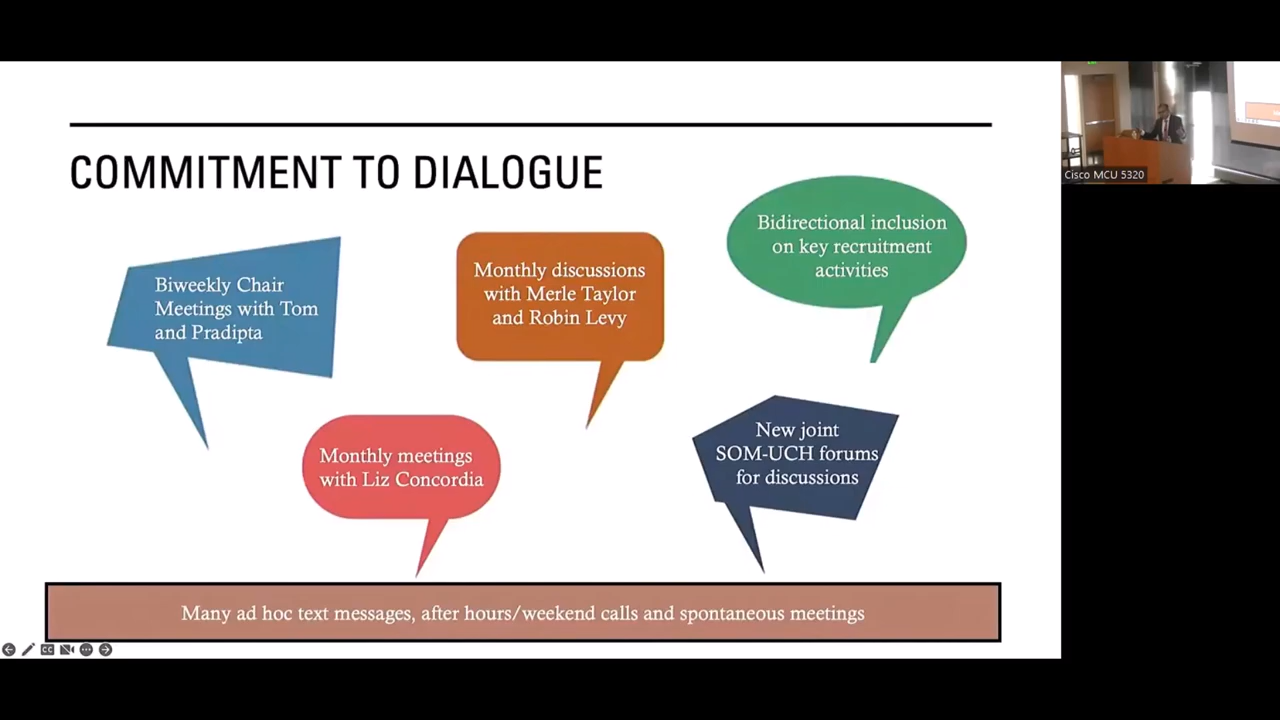 COMMITMENT TO DIALOGUE
Biweekly Chair
Meetings with Tom
and Pradipta
Monthly discussions
with Merle Taylor
and Robin Levy
Bidirectional inclusion
on key recruitment
activities
Monthly meetings
with Liz Concordia
New joint
SOM-UCH forums
for discussions
Many ad hoc text messages, after hours/weekend calls and spontaneous meetings
CC
Cisco MCU 5320